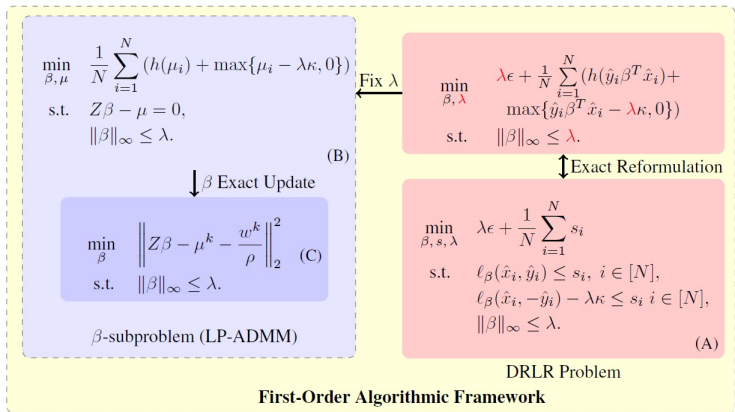 min_{β,μ} 1/N ∑_{i=1}^{N} (h(μ_i) + max{μ_i − λκ, 0})
s.t. Zβ − μ = 0,
‖β‖_∞ ≤ λ.
(B)
β Exact Update
min_β ‖Zβ − μ^k − w^k/ρ‖_2^2 (C)
s.t. ‖β‖_∞ ≤ λ.
β-subproblem (LP-ADMM)
Fix λ
min_{β,λ} λε + 1/N ∑_{i=1}^{N} (h(ŷ_i β^T x̂_i)+
max{ŷ_i β^T x̂_i − λκ, 0})
s.t. ‖β‖_∞ ≤ λ.
Exact Reformulation
min_{β,s,λ} λε + 1/N ∑_{i=1}^{N} s_i
s.t. ℓ_β(x̂_i, ŷ_i) ≤ s_i, i ∈ [N],
ℓ_β(x̂_i, −ŷ_i) − λκ ≤ s_i i ∈ [N],
‖β‖_∞ ≤ λ.
(A)
DRLR Problem
First-Order Algorithmic Framework